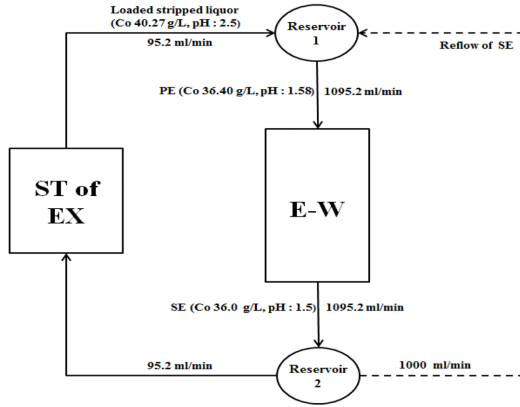 Loaded stripped liquor
(Co 40.27 g/L, pH : 2.5)
95.2 ml/min
Reservoir
1
Reflow of SE
PE (Co 36.40 g/L, pH : 1.58)
1095.2 ml/min
ST of
EX
E-W
SE (Co 36.0 g/L, pH : 1.5)
1095.2 ml/min
95.2 ml/min
Reservoir
2
1000 ml/min